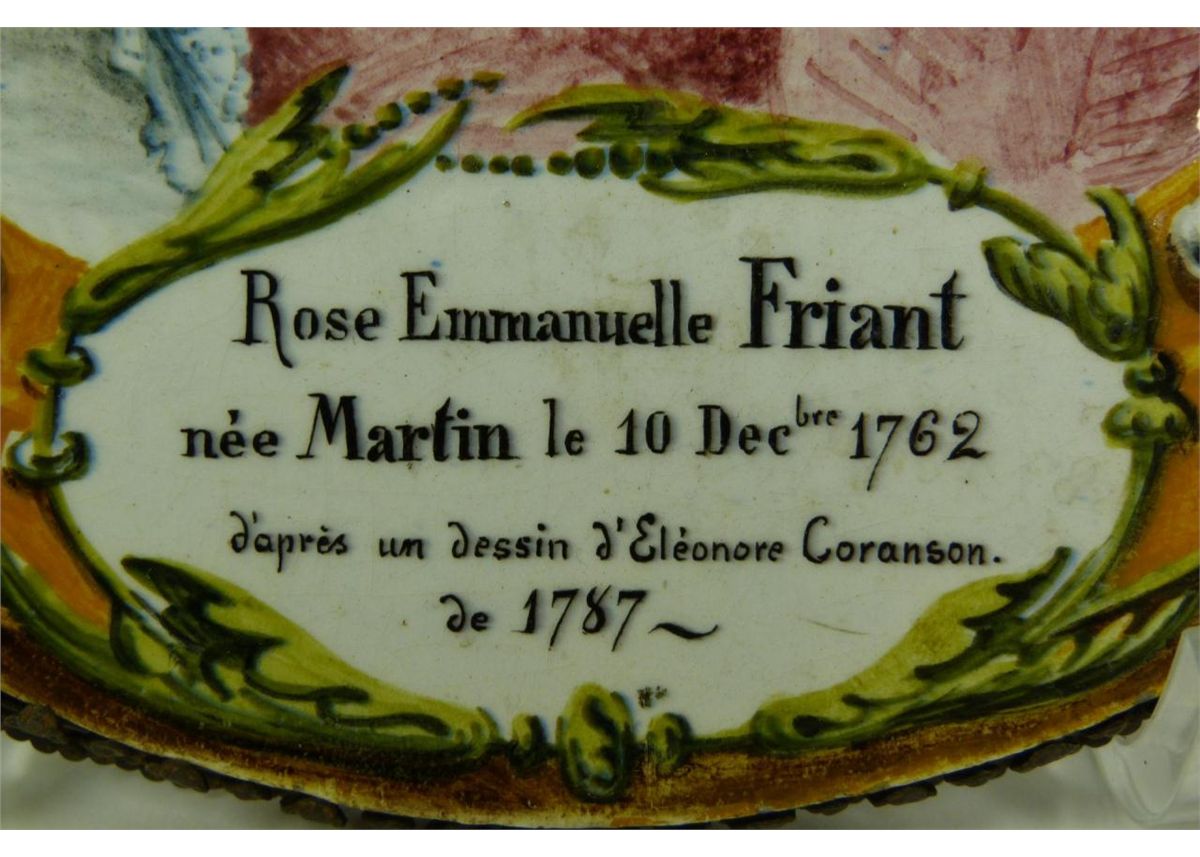 Rose Emmanuelle Friant
née Martin le 10 Decbre 1762
d'après un dessin d'Eléonore Coranson.
de 1787~